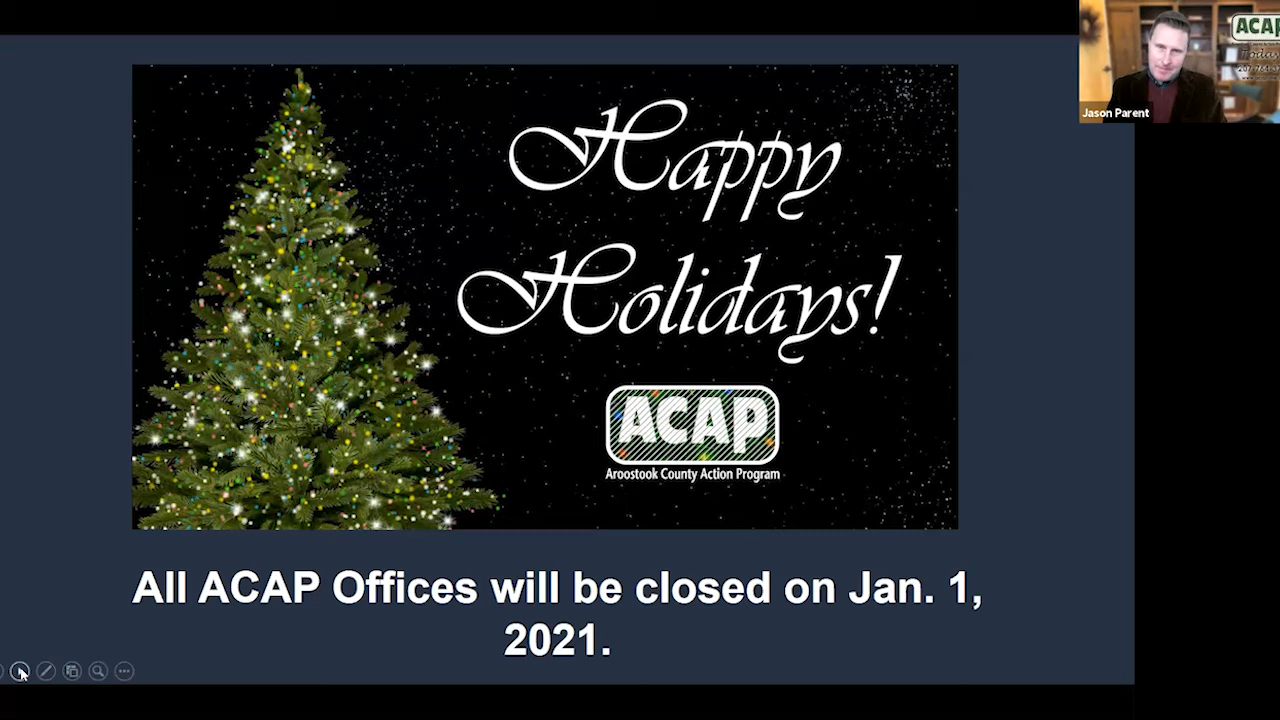 Happy
Holidays!
ACAP
Aroostook County Action Program
All ACAP Offices will be closed on Jan. 1,
2021.
Jason Parent
ACAP
Today